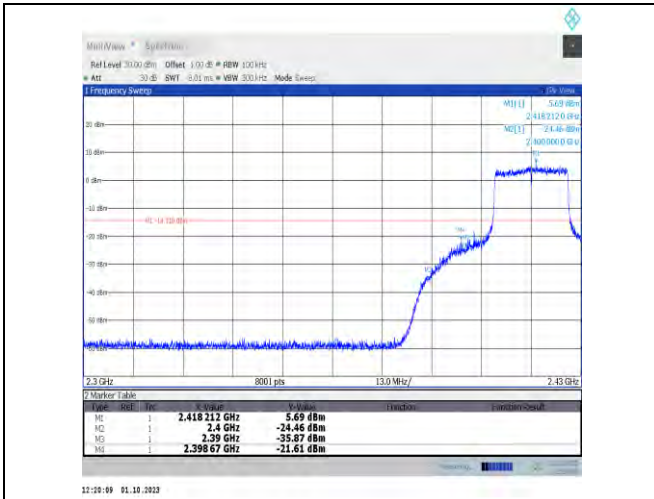 MultiView Spectrum
Ref Level 30.00 dBm Offset 1.00 dB RBW 100 kHz
Att 30 dB SWT 8.01 ms VBW 300 kHz Mode Sweep
1 Frequency Sweep 1Pk View
M1[1] 5.69 dBm
2.4182120 GHz
M2[1] -24.46 dBm
2.4000000 GHz
20 dBm
10 dBm
0 dBm
-10 dBm
-20 dBm
-30 dBm
-40 dBm
-50 dBm
2.3 GHz 8001 pts 13.0 MHz/ 2.43 GHz
2 Marker Table
Type Ref Trc X-Value Y-Value Function Function Result
M1 1 2.418 212 GHz 5.69 dBm
M2 1 2.4 GHz -24.46 dBm
M3 1 2.39 GHz -35.87 dBm
M4 1 2.398 67 GHz -21.61 dBm
12:20:09 01.10.2023